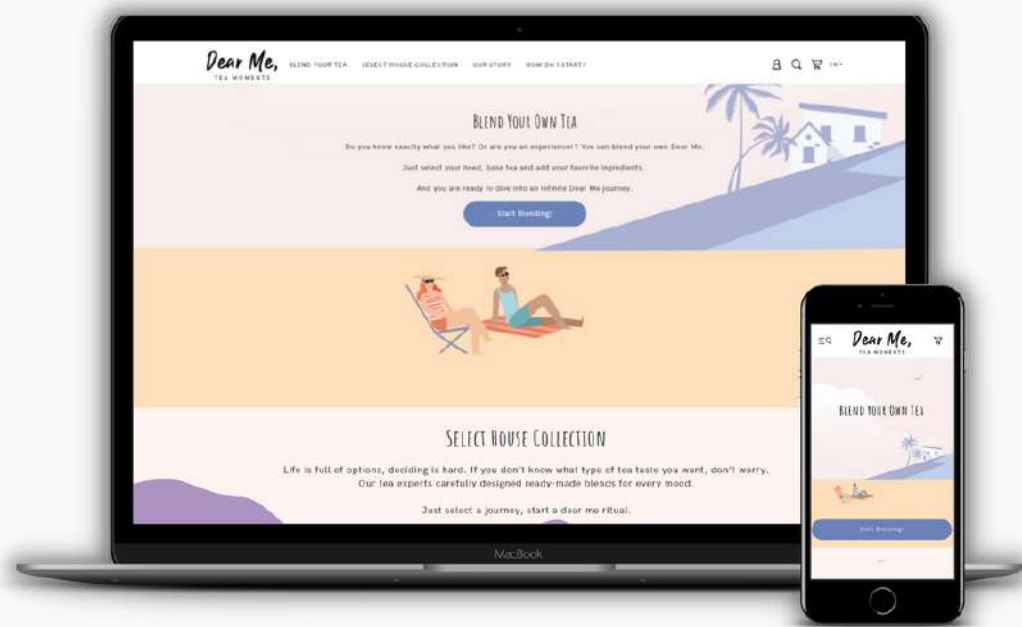 Dear Me,
TEA MOMENTS
BLEND YOUR TEA SELECT HOUSE COLLECTION OUR STORY HOW DO I START?
EN
BLEND YOUR OWN TEA
Do you know exactly what you like? Or are you an experiencer? You can blend your own Dear Me.
Just select your need, base tea and add your favorite ingredients.
And you are ready to dive into an infinite Dear Me journey.
Start Blending!
SELECT HOUSE COLLECTION
Life is full of options, deciding is hard. If you don't know what type of tea taste you want, don't worry.
Our tea experts carefully designed ready-made blends for every mood.
Just select a journey, start a dear me ritual.
MacBook
Dear Me,
TEA MOMENTS
BLEND YOUR OWN TEA
Start Blending!